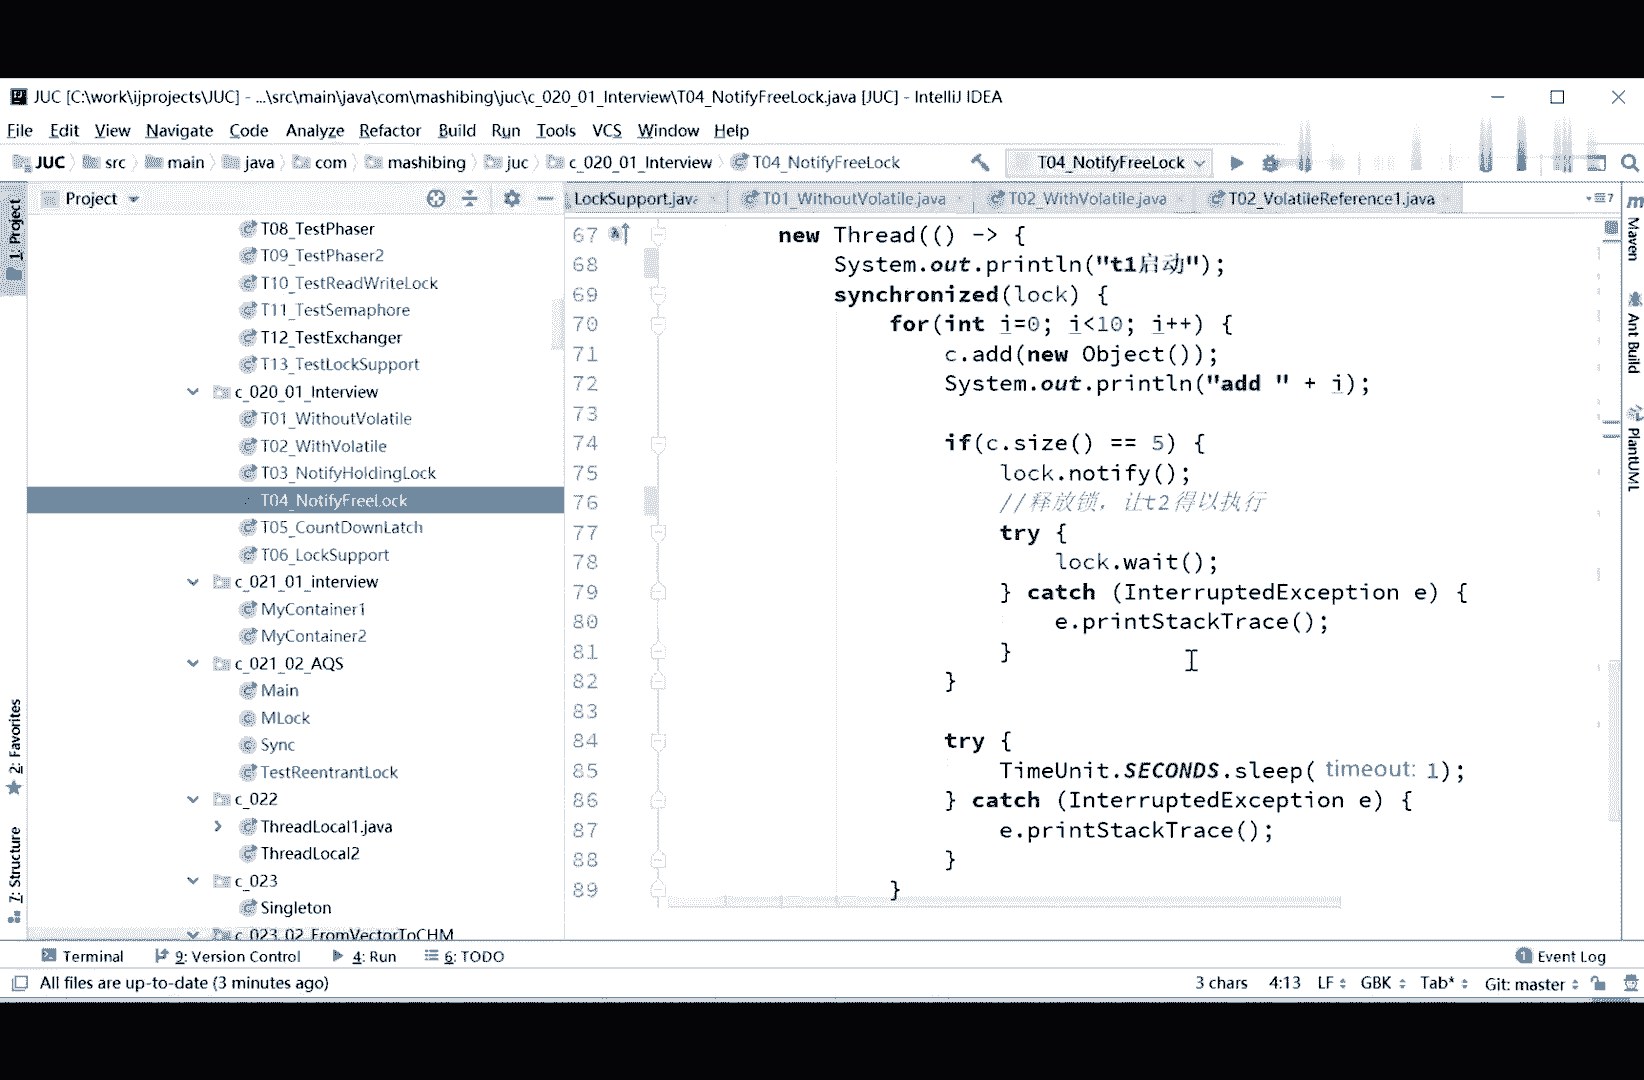 JUC [C:\work\ijprojects\JUC] - ...\src\main\java\com\mashibing\juc\c_020_01_Interview\T04_NotifyFreeLock.java [JUC] - IntelliJ IDEA
File Edit View Navigate Code Analyze Refactor Build Run Tools VCS Window Help
JUC src main java com mashibing juc c_020_01_Interview T04_NotifyFreeLock T04_NotifyFreeLock
Project
LockSupport.java T01_WithoutVolatile.java T02_WithVolatile.java T02_VolatileReference1.java
1: Project
2: Favorites
7: Structure
T08_TestPhaser
T09_TestPhaser2
T10_TestReadWriteLock
T11_TestSemaphore
T12_TestExchanger
T13_TestLockSupport
c_020_01_Interview
T01_WithoutVolatile
T02_WithVolatile
T03_NotifyHoldingLock
T04_NotifyFreeLock
T05_CountDownLatch
T06_LockSupport
c_021_01_interview
MyContainer1
MyContainer2
c_021_02_AQS
Main
MLock
Sync
TestReentrantLock
c_022
ThreadLocal1.java
ThreadLocal2
c_023
Singleton
c_023_02_FromVectorToCHM
67 new Thread(() -> {
68 System.out.println("t1启动");
69 synchronized(lock) {
70 for(int i=0; i<10; i++) {
71 c.add(new Object());
72 System.out.println("add " + i);
73
74 if(c.size() == 5) {
75 lock.notify();
76 //释放锁，让t2得以执行
77 try {
78 lock.wait();
79 } catch (InterruptedException e) {
80 e.printStackTrace();
81 }
82 }
83
84 try {
85 TimeUnit.SECONDS.sleep( timeout: 1);
86 } catch (InterruptedException e) {
87 e.printStackTrace();
88 }
89 }
Maven
Ant Build
PlantUML
Terminal 9: Version Control 4: Run 6: TODO 1 Event Log
All files are up-to-date (3 minutes ago) 3 chars 4:13 LF GBK Tab* Git: master